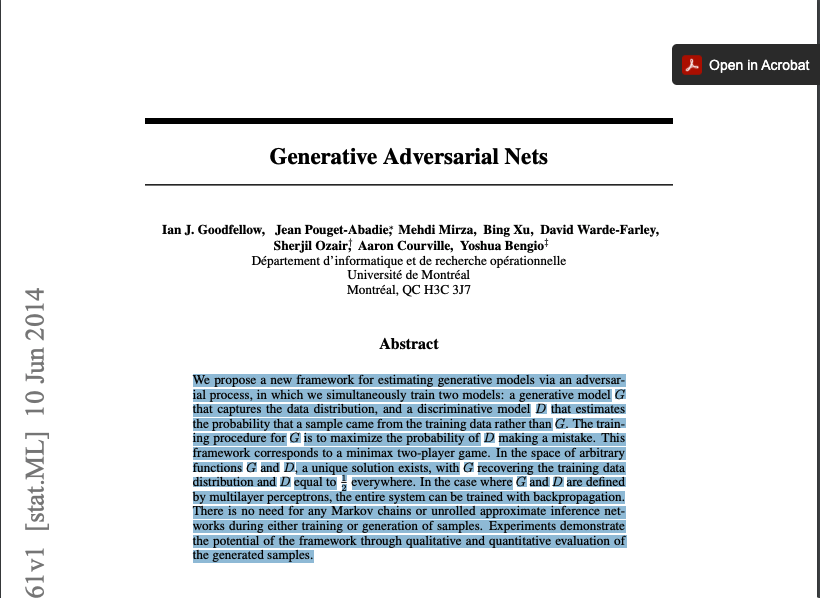 Open in Acrobat
Generative Adversarial Nets
Ian J. Goodfellow, Jean Pouget-Abadie,* Mehdi Mirza, Bing Xu, David Warde-Farley,
Sherjil Ozair,† Aaron Courville, Yoshua Bengio‡
Département d'informatique et de recherche opérationnelle
Université de Montréal
Montréal, QC H3C 3J7
Abstract
We propose a new framework for estimating generative models via an adversar-
ial process, in which we simultaneously train two models: a generative model G
that captures the data distribution, and a discriminative model D that estimates
the probability that a sample came from the training data rather than G. The train-
ing procedure for G is to maximize the probability of D making a mistake. This
framework corresponds to a minimax two-player game. In the space of arbitrary
functions G and D, a unique solution exists, with G recovering the training data
distribution and D equal to 1/2 everywhere. In the case where G and D are defined
by multilayer perceptrons, the entire system can be trained with backpropagation.
There is no need for any Markov chains or unrolled approximate inference net-
works during either training or generation of samples. Experiments demonstrate
the potential of the framework through qualitative and quantitative evaluation of
the generated samples.
61v1 [stat.ML] 10 Jun 2014